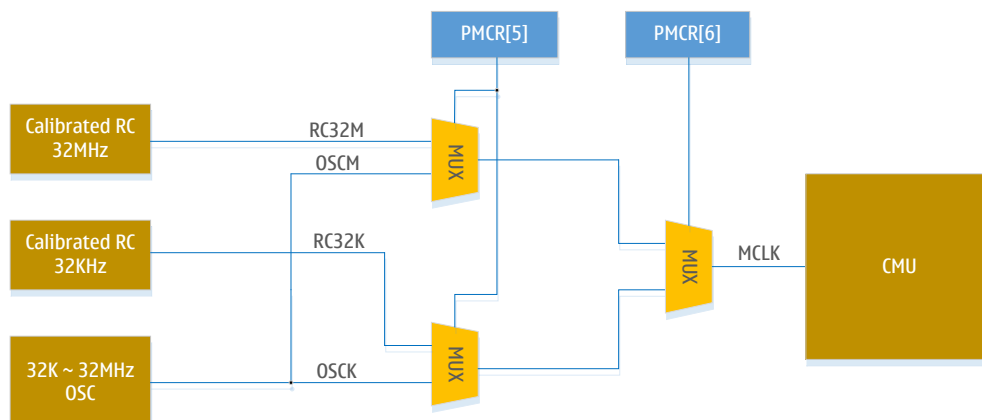 PMCR[5]
PMCR[6]
Calibrated RC
32MHz
RC32M
OSCM
MUX
Calibrated RC
32KHz
RC32K
MUX
MCLK
CMU
32K ~ 32MHz
OSC
OSCK
MUX